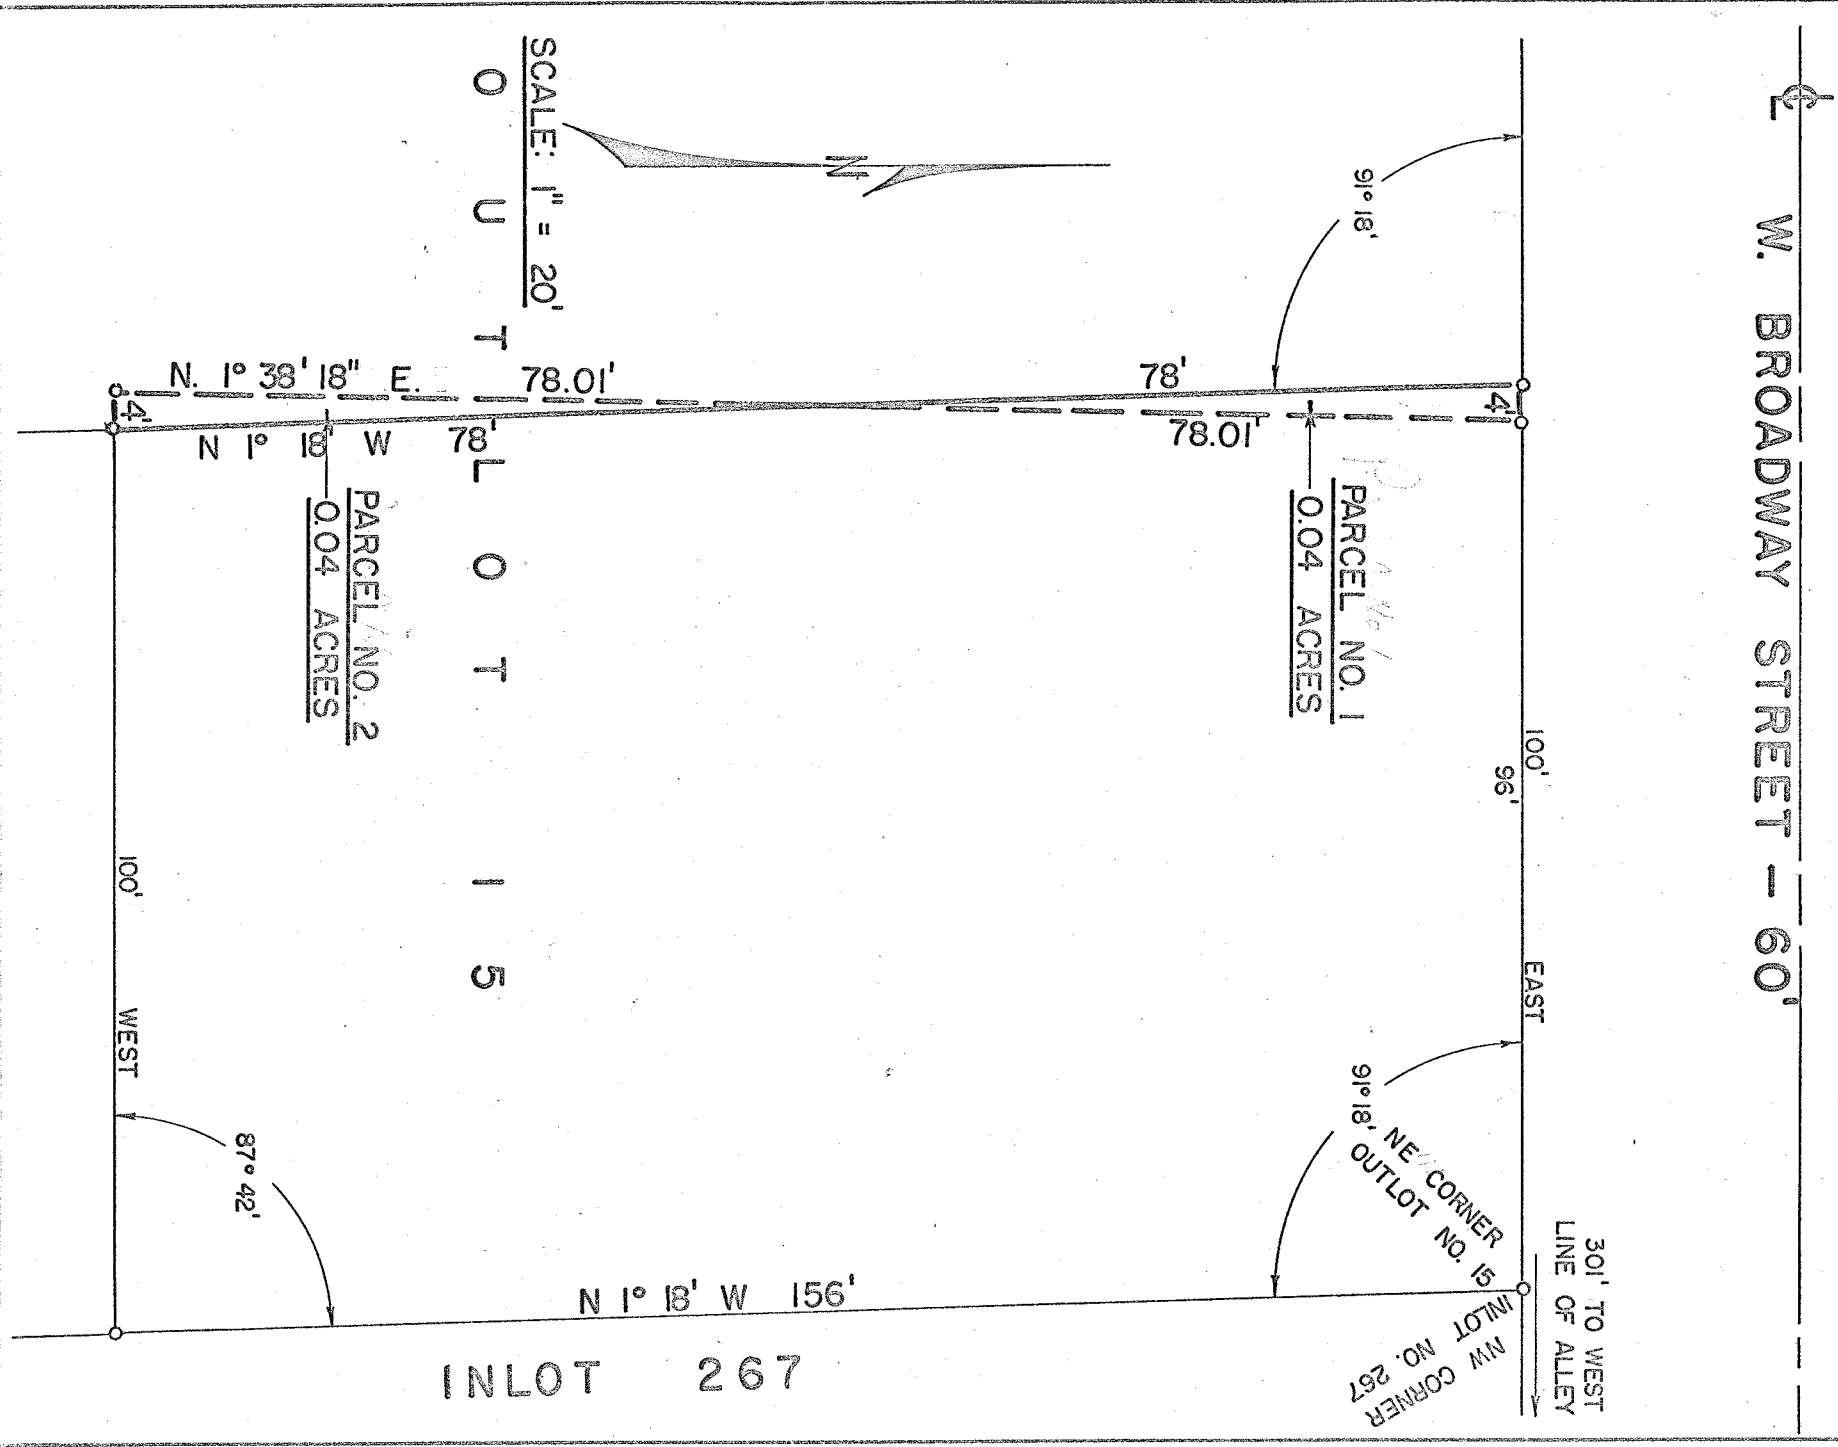 ℄ W. BROADWAY STREET - 60'
301' TO WEST
LINE OF ALLEY
100' EAST
96'
NE CORNER
OUTLOT NO. 15
NW CORNER
INLOT
NO. 267
91° 18'
91° 18'
4'
78'
78.01'
PARCEL NO. 1
0.04 ACRES
N
SCALE: 1" = 20'
OUTLOT 15
N. 1° 38' 18" E. 78.01'
N 1° 18' W 78'
4'
PARCEL NO. 2
0.04 ACRES
N 1° 18' W 156'
87° 42'
100' WEST
INLOT 267